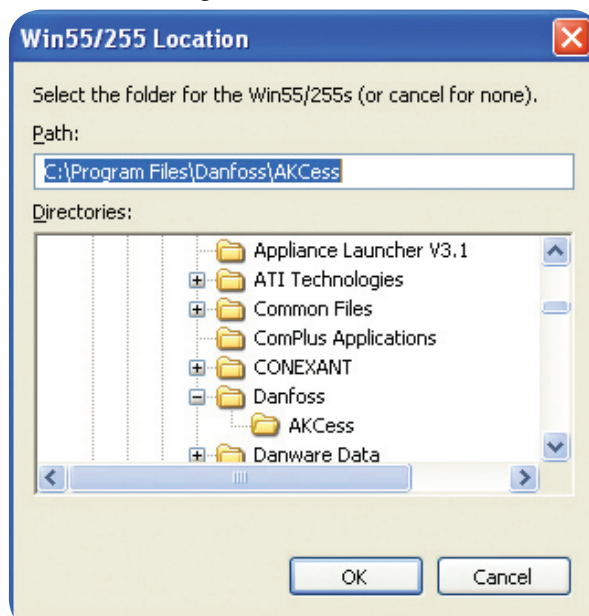 Win55/255 Location
Select the folder for the Win55/255s (or cancel for none).
Path:
C:\Program Files\Danfoss\AKCess
Directories:
Appliance Launcher V3.1
ATI Technologies
Common Files
ComPlus Applications
CONEXANT
Danfoss
AKCess
Danware Data
OK Cancel